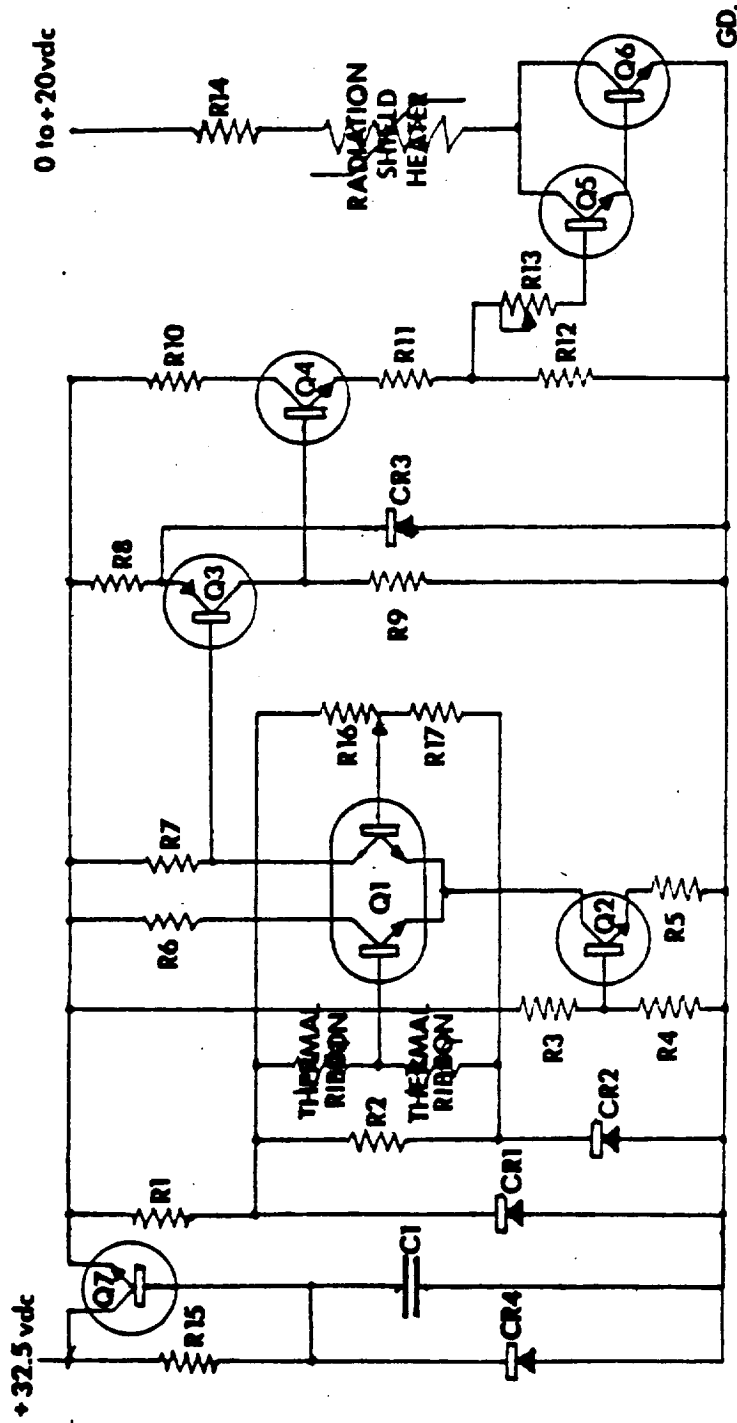 +32.5 vdc
0 to +20vdc
Q7
R15
C1
CR4
R1
CR1
R2
CR2
THERMAL
RIBBON
THERMAL
RIBBON
R3
R4
R6
R7
Q1
Q2
R5
R16
R17
R8
Q3
R9
CR3
R10
Q4
R11
R12
R13
R14
RADIATION
SHIELD
HEATER
Q5
Q6
GD.